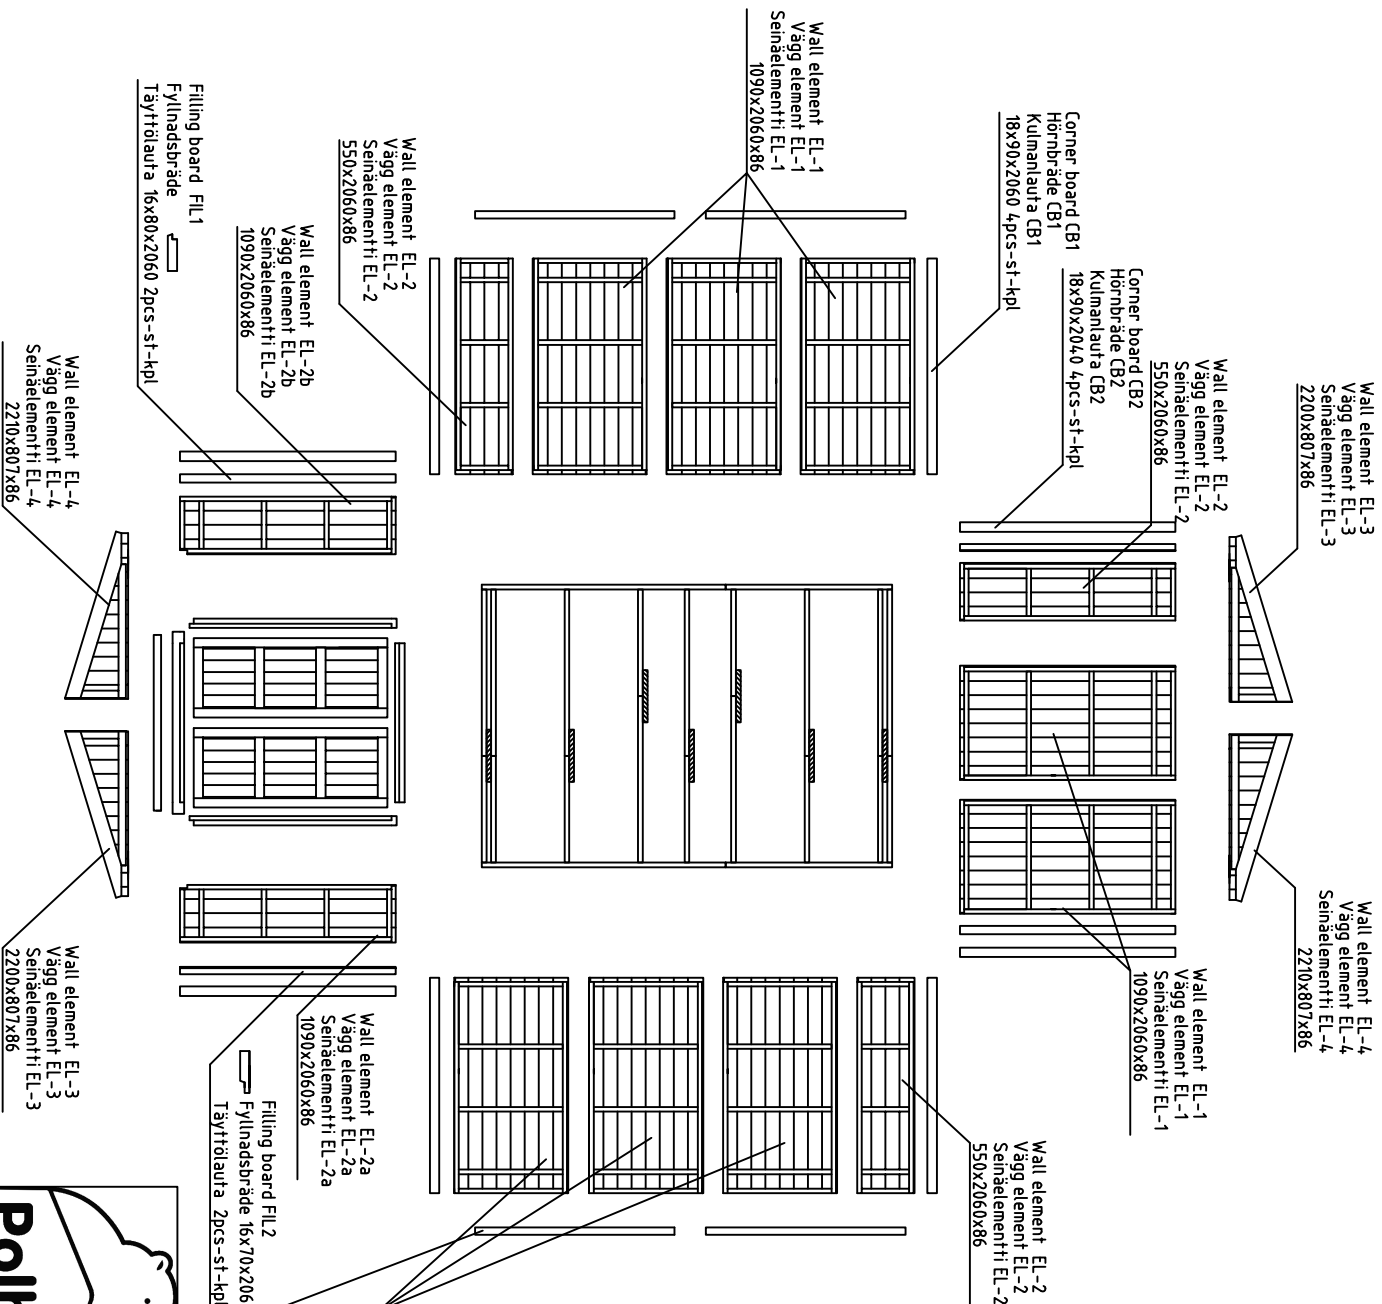 Wall element EL-3
Vägg element EL-3
Seinäelementti EL-3
2200x807x86
Wall element EL-4
Vägg element EL-4
Seinäelementti EL-4
2210x807x86
Wall element EL-2
Vägg element EL-2
Seinäelementti EL-2
550x2060x86
Wall element EL-1
Vägg element EL-1
Seinäelementti EL-1
1090x2060x86
Corner board CB2
Hörnbräde CB2
Kulmanlauta CB2
18x90x2040 4pcs-st-kpl
Corner board CB1
Hörnbräde CB1
Kulmanlauta CB1
18x90x2060 4pcs-st-kpl
Wall element EL-2
Vägg element EL-2
Seinäelementti EL-2
550x2060x86
Wall element EL-1
Vägg element EL-1
Seinäelementti EL-1
1090x2060x86
Wall element EL-2
Vägg element EL-2
Seinäelementti EL-2
550x2060x86
Wall element EL-2b
Vägg element EL-2b
Seinäelementti EL-2b
1090x2060x86
Wall element EL-2a
Vägg element EL-2a
Seinäelementti EL-2a
1090x2060x86
Filling board FIL2
Fyllnadsbräde 16x70x206
Täyttölauta 2pcs-st-kpl
Filling board FIL1
Fyllnadsbräde
Täyttölauta 16x80x2060 2pcs-st-kpl
Wall element EL-4
Vägg element EL-4
Seinäelementti EL-4
2210x807x86
Wall element EL-3
Vägg element EL-3
Seinäelementti EL-3
2200x807x86